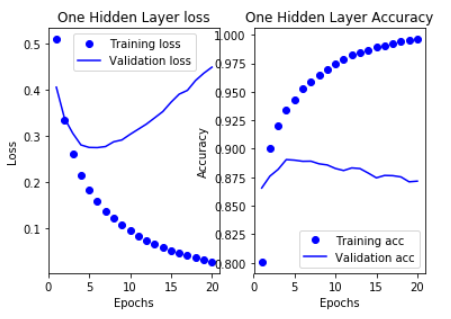 One Hidden Layer loss
0.5
0.4
0.3
0.2
0.1
Loss
Training loss
Validation loss
0
5
10
15
20
Epochs
One Hidden Layer Accuracy
1.000
0.975
0.950
0.925
0.900
0.875
0.850
0.825
0.800
Accuracy
Training acc
Validation acc
0
5
10
15
20
Epochs